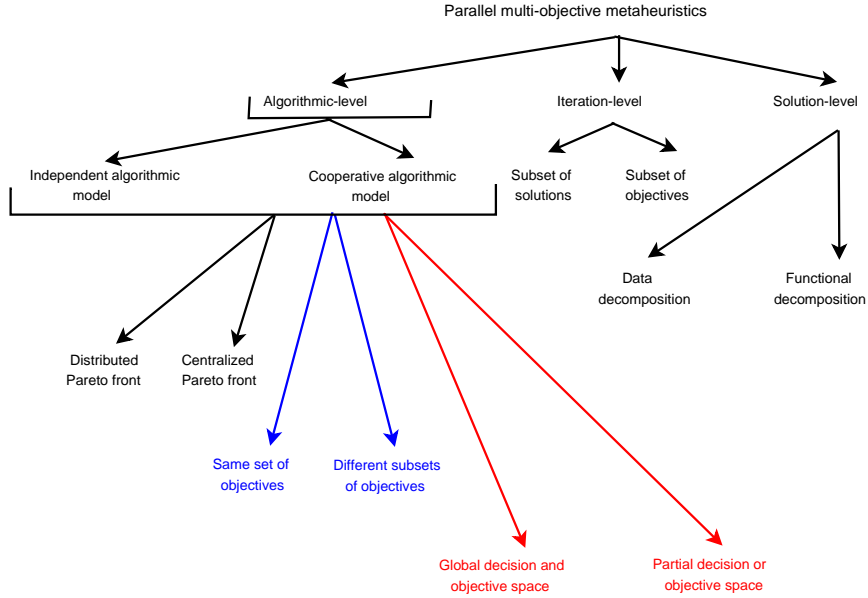 Parallel multi-objective metaheuristics
Algorithmic-level
Iteration-level
Solution-level
Independent algorithmic
model
Cooperative algorithmic
model
Subset of
solutions
Subset of
objectives
Data
decomposition
Functional
decomposition
Distributed
Pareto front
Centralized
Pareto front
Same set of
objectives
Different subsets
of objectives
Global decision and
objective space
Partial decision or
objective space